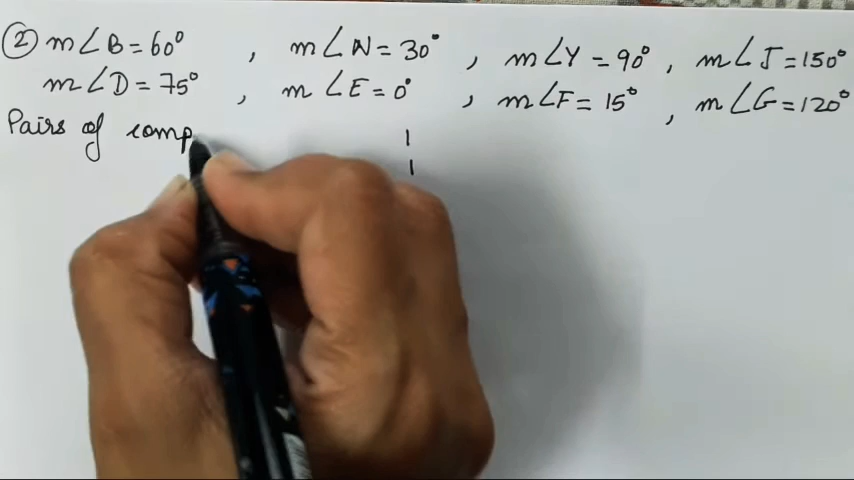 ② m∠B = 60° , m∠N = 30° , m∠Y = 90° , m∠J = 150°
m∠D = 75° , m∠E = 0° , m∠F = 15° , m∠G = 120°
Pairs of comp